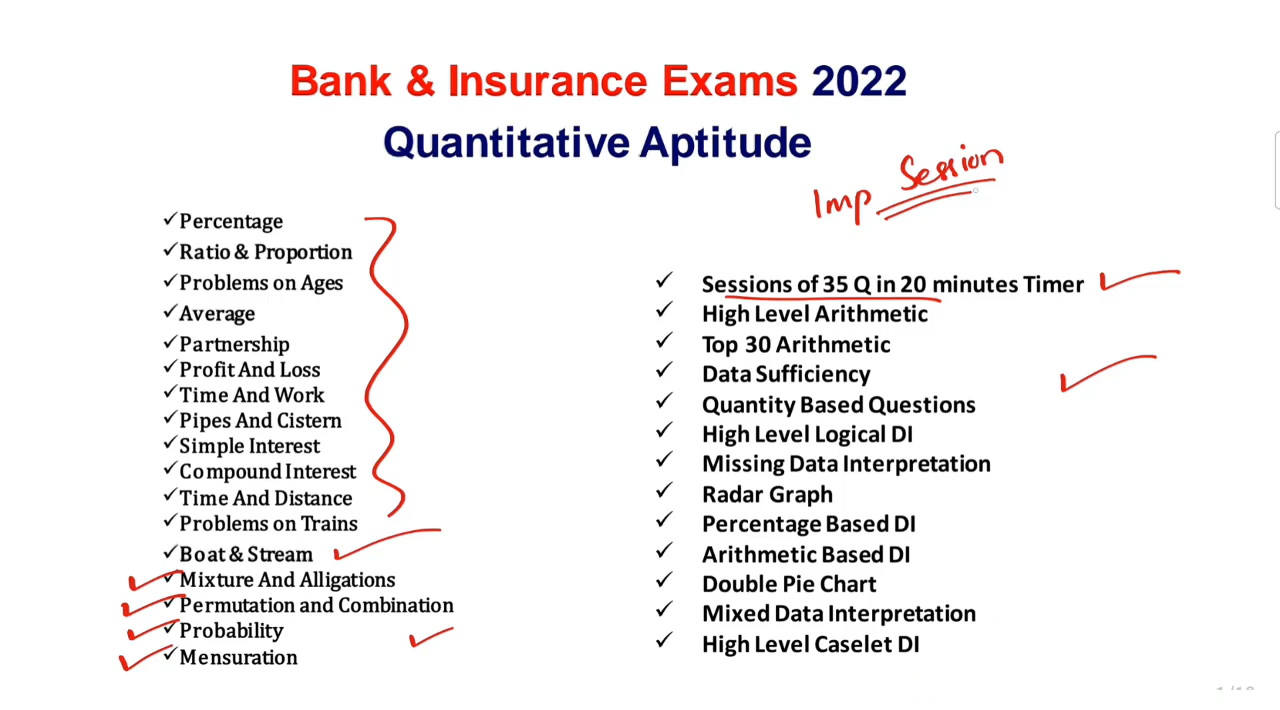 Bank & Insurance Exams 2022
Quantitative Aptitude
Imp Session
Percentage
Ratio & Proportion
Problems on Ages
Average
Partnership
Profit And Loss
Time And Work
Pipes And Cistern
Simple Interest
Compound Interest
Time And Distance
Problems on Trains
Boat & Stream
Mixture And Alligations
Permutation and Combination
Probability
Mensuration
Sessions of 35 Q in 20 minutes Timer
High Level Arithmetic
Top 30 Arithmetic
Data Sufficiency
Quantity Based Questions
High Level Logical DI
Missing Data Interpretation
Radar Graph
Percentage Based DI
Arithmetic Based DI
Double Pie Chart
Mixed Data Interpretation
High Level Caselet DI